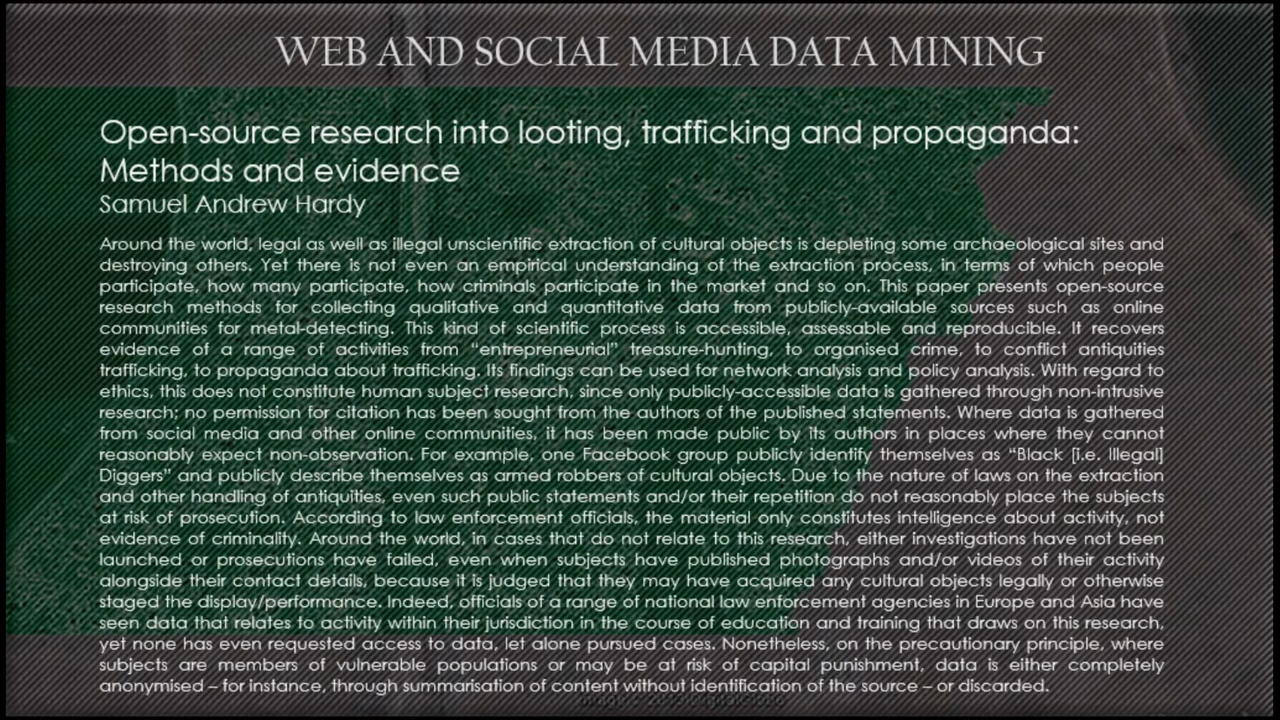 WEB AND SOCIAL MEDIA DATA MINING
Open-source research into looting, trafficking and propaganda:
Methods and evidence
Samuel Andrew Hardy
Around the world, legal as well as illegal unscientific extraction of cultural objects is depleting some archaeological sites and
destroying others. Yet there is not even an empirical understanding of the extraction process, in terms of which people
participate, how many participate, how criminals participate in the market and so on. This paper presents open-source
research methods for collecting qualitative and quantitative data from publicly-available sources such as online
communities for metal-detecting. This kind of scientific process is accessible, assessable and reproducible. It recovers
evidence of a range of activities from “entrepreneurial” treasure-hunting, to organised crime, to conflict antiquities
trafficking, to propaganda about trafficking. Its findings can be used for network analysis and policy analysis. With regard to
ethics, this does not constitute human subject research, since only publicly-accessible data is gathered through non-intrusive
research; no permission for citation has been sought from the authors of the published statements. Where data is gathered
from social media and other online communities, it has been made public by its authors in places where they cannot
reasonably expect non-observation. For example, one Facebook group publicly identify themselves as “Black [i.e. Illegal]
Diggers” and publicly describe themselves as armed robbers of cultural objects. Due to the nature of laws on the extraction
and other handling of antiquities, even such public statements and/or their repetition do not reasonably place the subjects
at risk of prosecution. According to law enforcement officials, the material only constitutes intelligence about activity, not
evidence of criminality. Around the world, in cases that do not relate to this research, either investigations have not been
launched or prosecutions have failed, even when subjects have published photographs and/or videos of their activity
alongside their contact details, because it is judged that they may have acquired any cultural objects legally or otherwise
staged the display/performance. Indeed, officials of a range of national law enforcement agencies in Europe and Asia have
seen data that relates to activity within their jurisdiction in the course of education and training that draws on this research,
yet none has even requested access to data, let alone pursued cases. Nonetheless, on the precautionary principle, where
subjects are members of vulnerable populations or may be at risk of capital punishment, data is either completely
anonymised – for instance, through summarisation of content without identification of the source – or discarded.